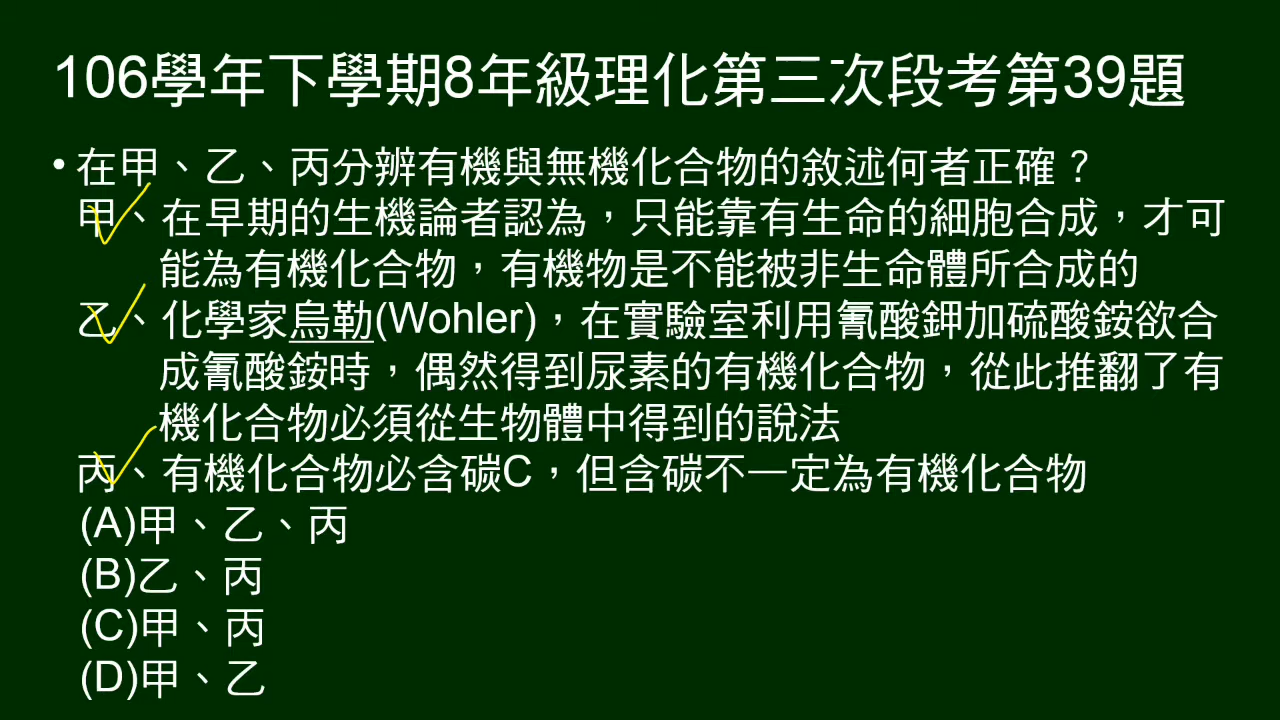 106學年下學期8年級理化第三次段考第39題
•在甲、乙、丙分辨有機與無機化合物的敘述何者正確？
甲、在早期的生機論者認為，只能靠有生命的細胞合成，才可
能為有機化合物，有機物是不能被非生命體所合成的
乙、化學家烏勒(Wohler)，在實驗室利用氰酸鉀加硫酸銨欲合
成氰酸銨時，偶然得到尿素的有機化合物，從此推翻了有
機化合物必須從生物體中得到的說法
丙、有機化合物必含碳C，但含碳不一定為有機化合物
(A)甲、乙、丙
(B)乙、丙
(C)甲、丙
(D)甲、乙